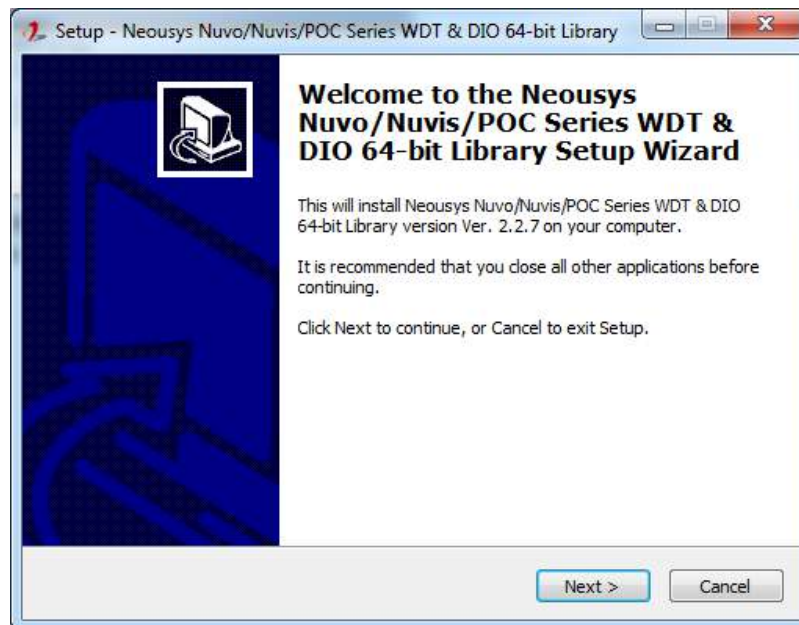 Setup - Neousys Nuvo/Nuvis/POC Series WDT & DIO 64-bit Library
Welcome to the Neousys
Nuvo/Nuvis/POC Series WDT &
DIO 64-bit Library Setup Wizard
This will install Neousys Nuvo/Nuvis/POC Series WDT & DIO
64-bit Library version Ver. 2.2.7 on your computer.
It is recommended that you close all other applications before
continuing.
Click Next to continue, or Cancel to exit Setup.
Next >
Cancel